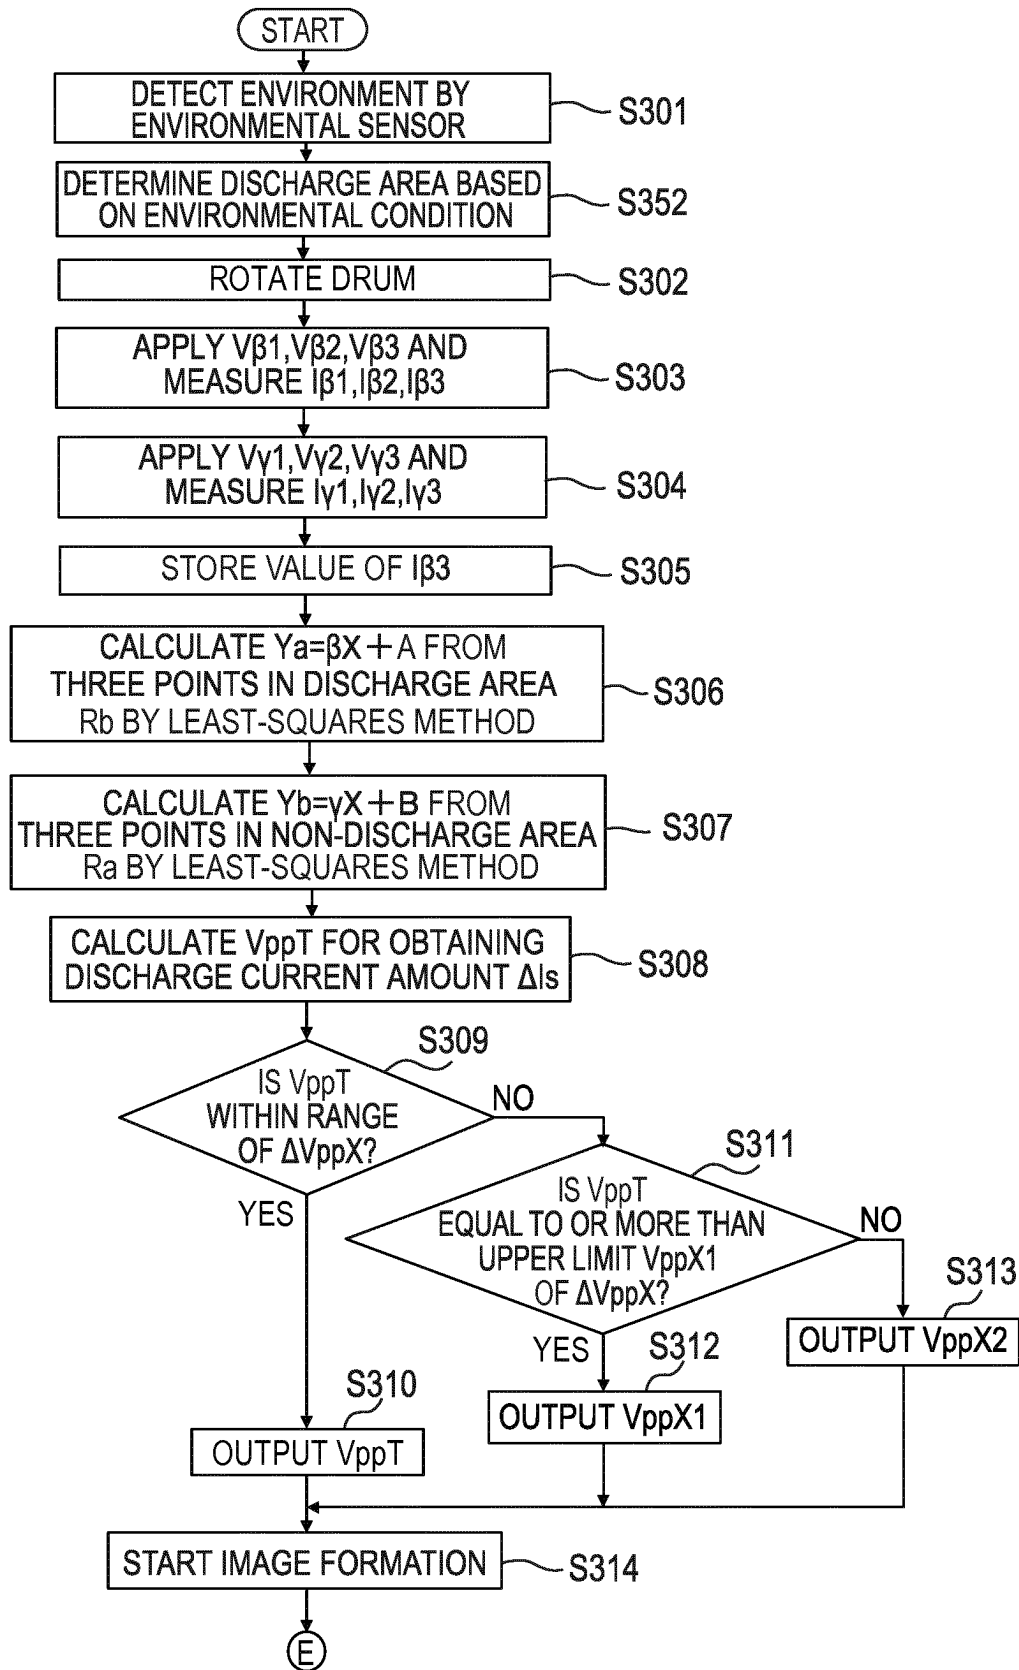 START
DETECT ENVIRONMENT BY
ENVIRONMENTAL SENSOR
S301
DETERMINE DISCHARGE AREA BASED
ON ENVIRONMENTAL CONDITION
S352
ROTATE DRUM
S302
APPLY Vβ1,Vβ2,Vβ3 AND
MEASURE Iβ1,Iβ2,Iβ3
S303
APPLY Vγ1,Vγ2,Vγ3 AND
MEASURE Iγ1,Iγ2,Iγ3
S304
STORE VALUE OF Iβ3
S305
CALCULATE Ya=βX+A FROM
THREE POINTS IN DISCHARGE AREA
Rb BY LEAST-SQUARES METHOD
S306
CALCULATE Yb=γX+B FROM
THREE POINTS IN NON-DISCHARGE AREA
Ra BY LEAST-SQUARES METHOD
S307
CALCULATE VppT FOR OBTAINING
DISCHARGE CURRENT AMOUNT ΔIs
S308
S309
IS VppT
WITHIN RANGE
OF ΔVppX?
NO
YES
S311
IS VppT
EQUAL TO OR MORE THAN
UPPER LIMIT VppX1
OF ΔVppX?
NO
YES
S313
OUTPUT VppX2
S312
OUTPUT VppX1
S310
OUTPUT VppT
START IMAGE FORMATION
S314
E